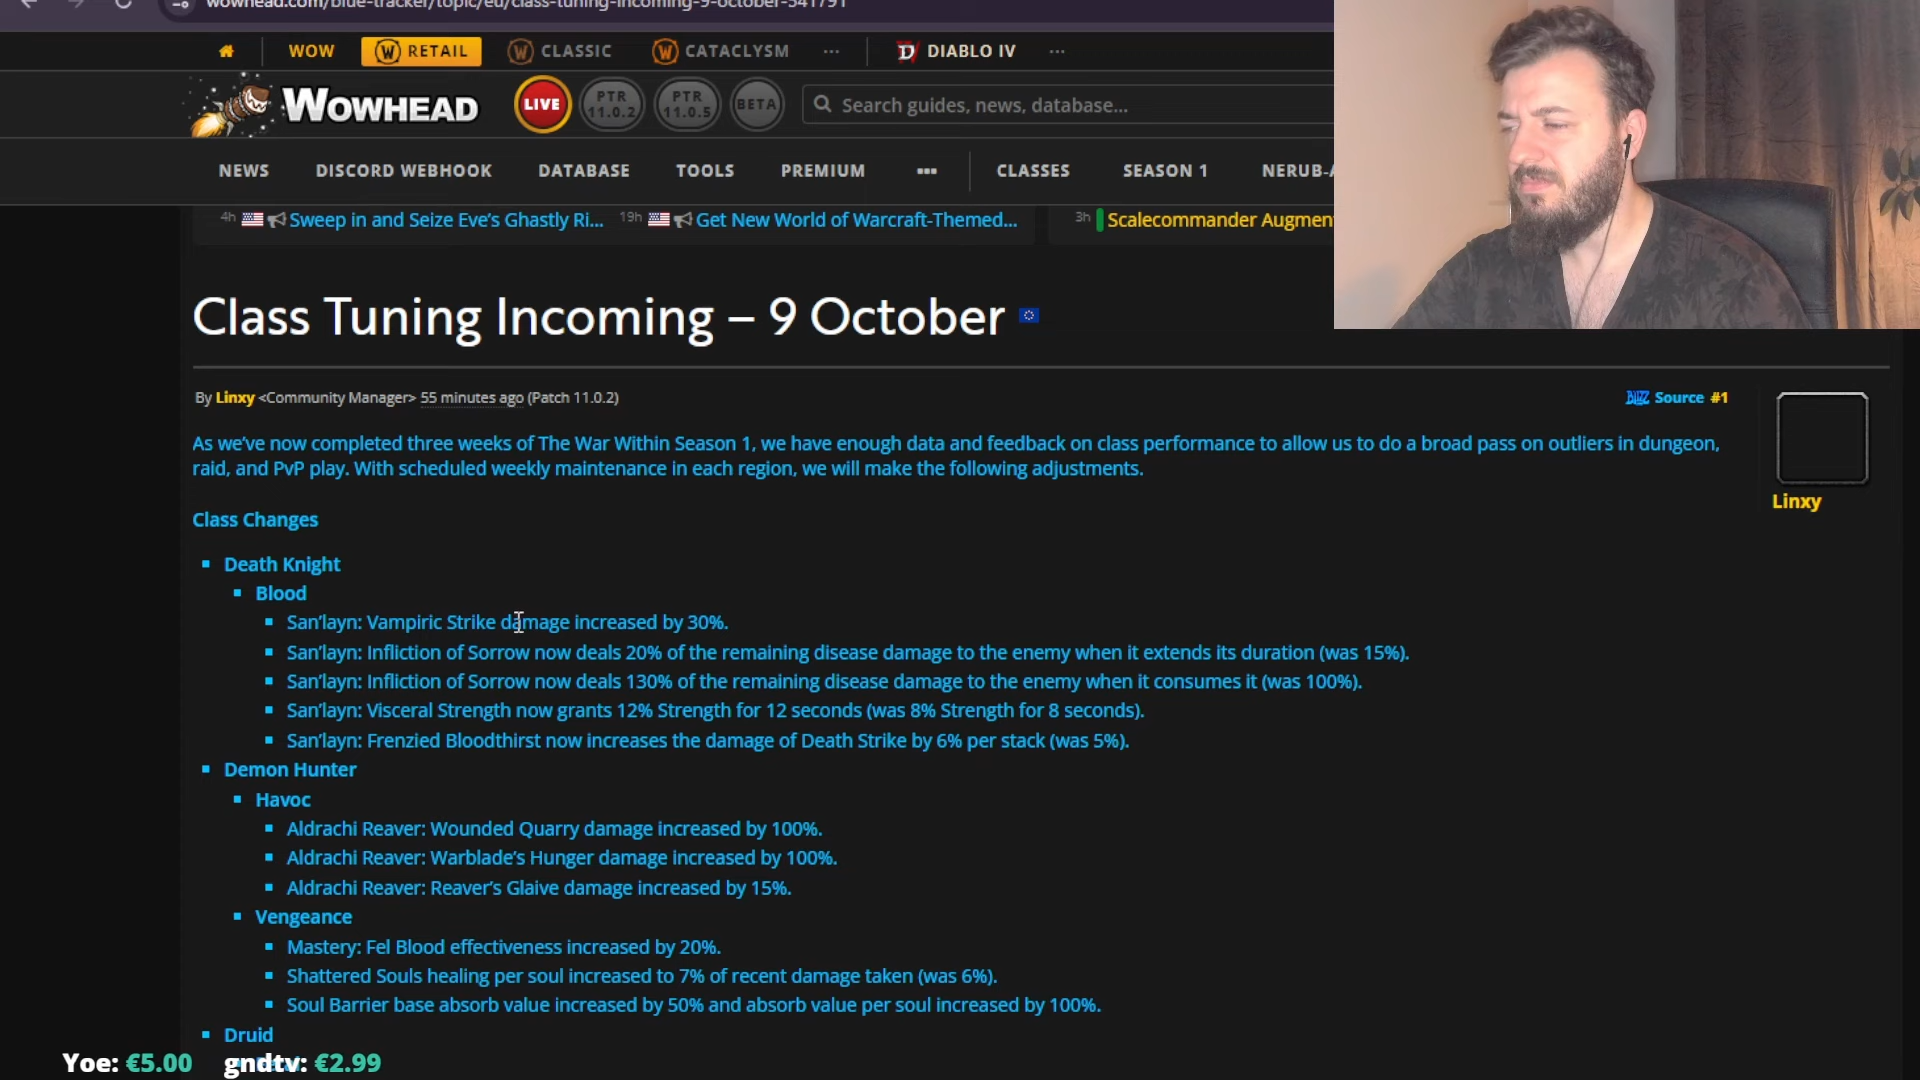 wowhead.com/blue-tracker/topic/eu/class-tuning-incoming-9-october-541791
WOW RETAIL CLASSIC CATACLYSM ... DIABLO IV ...
WOWHEAD LIVE PTR 11.0.2 PTR 11.0.5 BETA Search guides, news, database...
NEWS DISCORD WEBHOOK DATABASE TOOLS PREMIUM ... CLASSES SEASON 1 NERUB-A
4h Sweep in and Seize Eve's Ghastly Ri... 19h Get New World of Warcraft-Themed... 3h Scalecommander Augmen
Class Tuning Incoming – 9 October
By Linxy <Community Manager> 55 minutes ago (Patch 11.0.2) BLIZ Source #1
As we've now completed three weeks of The War Within Season 1, we have enough data and feedback on class performance to allow us to do a broad pass on outliers in dungeon,
raid, and PvP play. With scheduled weekly maintenance in each region, we will make the following adjustments.
Linxy
Class Changes
Death Knight
Blood
San'layn: Vampiric Strike damage increased by 30%.
San'layn: Infliction of Sorrow now deals 20% of the remaining disease damage to the enemy when it extends its duration (was 15%).
San'layn: Infliction of Sorrow now deals 130% of the remaining disease damage to the enemy when it consumes it (was 100%).
San'layn: Visceral Strength now grants 12% Strength for 12 seconds (was 8% Strength for 8 seconds).
San'layn: Frenzied Bloodthirst now increases the damage of Death Strike by 6% per stack (was 5%).
Demon Hunter
Havoc
Aldrachi Reaver: Wounded Quarry damage increased by 100%.
Aldrachi Reaver: Warblade's Hunger damage increased by 100%.
Aldrachi Reaver: Reaver's Glaive damage increased by 15%.
Vengeance
Mastery: Fel Blood effectiveness increased by 20%.
Shattered Souls healing per soul increased to 7% of recent damage taken (was 6%).
Soul Barrier base absorb value increased by 50% and absorb value per soul increased by 100%.
Druid
Yoe: €5.00 gndtv: €2.99